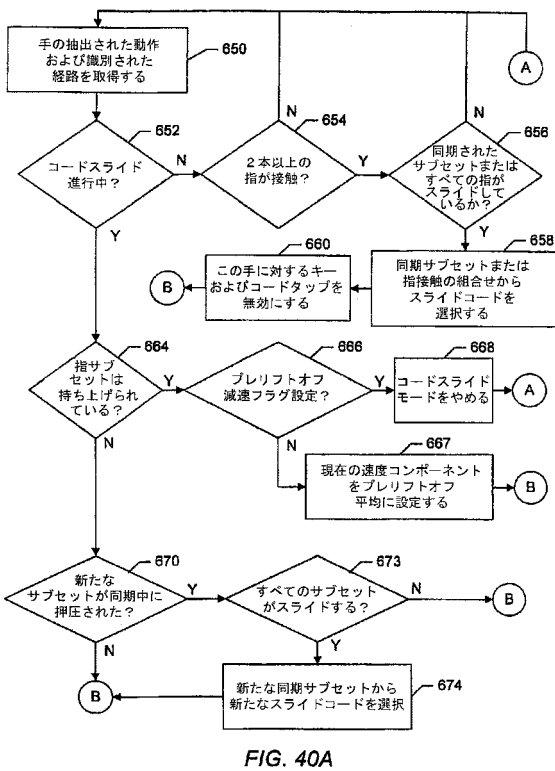 手の抽出された動作
および識別された
経路を取得する
650
A
652
コードスライド
進行中?
N
Y
654
2本以上の
指が接触?
N
Y
656
同期された
サブセットまたは
すべての指が
スライドして
いるか?
N
Y
658
同期サブセットまたは
指接触の組合せから
スライドコードを
選択する
660
この手に対するキー
およびコードタップを
無効にする
B
664
指サブ
セットは
持ち上げられ
ている?
Y
N
666
プレリフトオフ
減速フラグ設定?
Y
N
668
コードスライド
モードをやめる
A
667
現在の速度コンポーネント
をプレリフトオフ
平均に設定する
B
670
新たな
サブセットが同期中に
押圧された?
Y
N
673
すべてのサブセット
がスライドする?
N
Y
B
674
新たな同期サブセットから
新たなスライドコードを選択
B
FIG. 40A